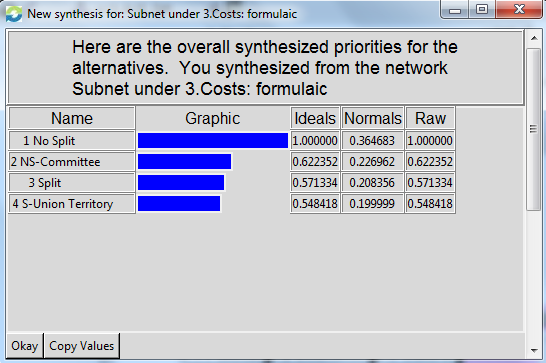 New synthesis for: Subnet under 3.Costs: formulaic
Here are the overall synthesized priorities for the
alternatives.  You synthesized from the network
Subnet under 3.Costs: formulaic
Name Graphic Ideals Normals Raw
1 No Split 1.000000 0.364683 1.000000
2 NS-Committee 0.622352 0.226962 0.622352
3 Split 0.571334 0.208356 0.571334
4 S-Union Territory 0.548418 0.199999 0.548418
Okay Copy Values